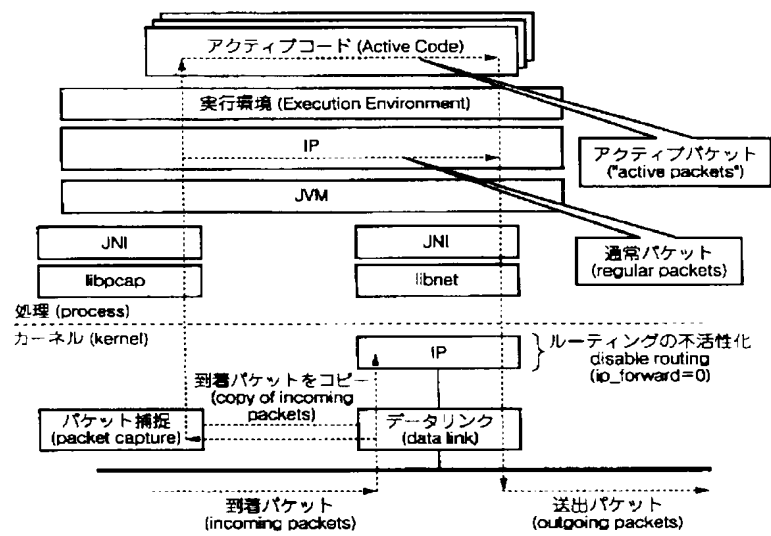 アクティブコード (Active Code)
実行環境 (Execution Environment)
IP
アクティブパケット
("active packets")
JVM
JNI
JNI
通常パケット
(regular packets)
libpcap
libnet
処理 (process)
カーネル (kernel)
IP
ルーティングの不活性化
disable routing
(ip_forward=0)
到着パケットをコピー
(copy of incoming
packets)
パケット捕捉
(packet capture)
データリンク
(data link)
到着パケット
(incoming packets)
送出パケット
(outgoing packets)